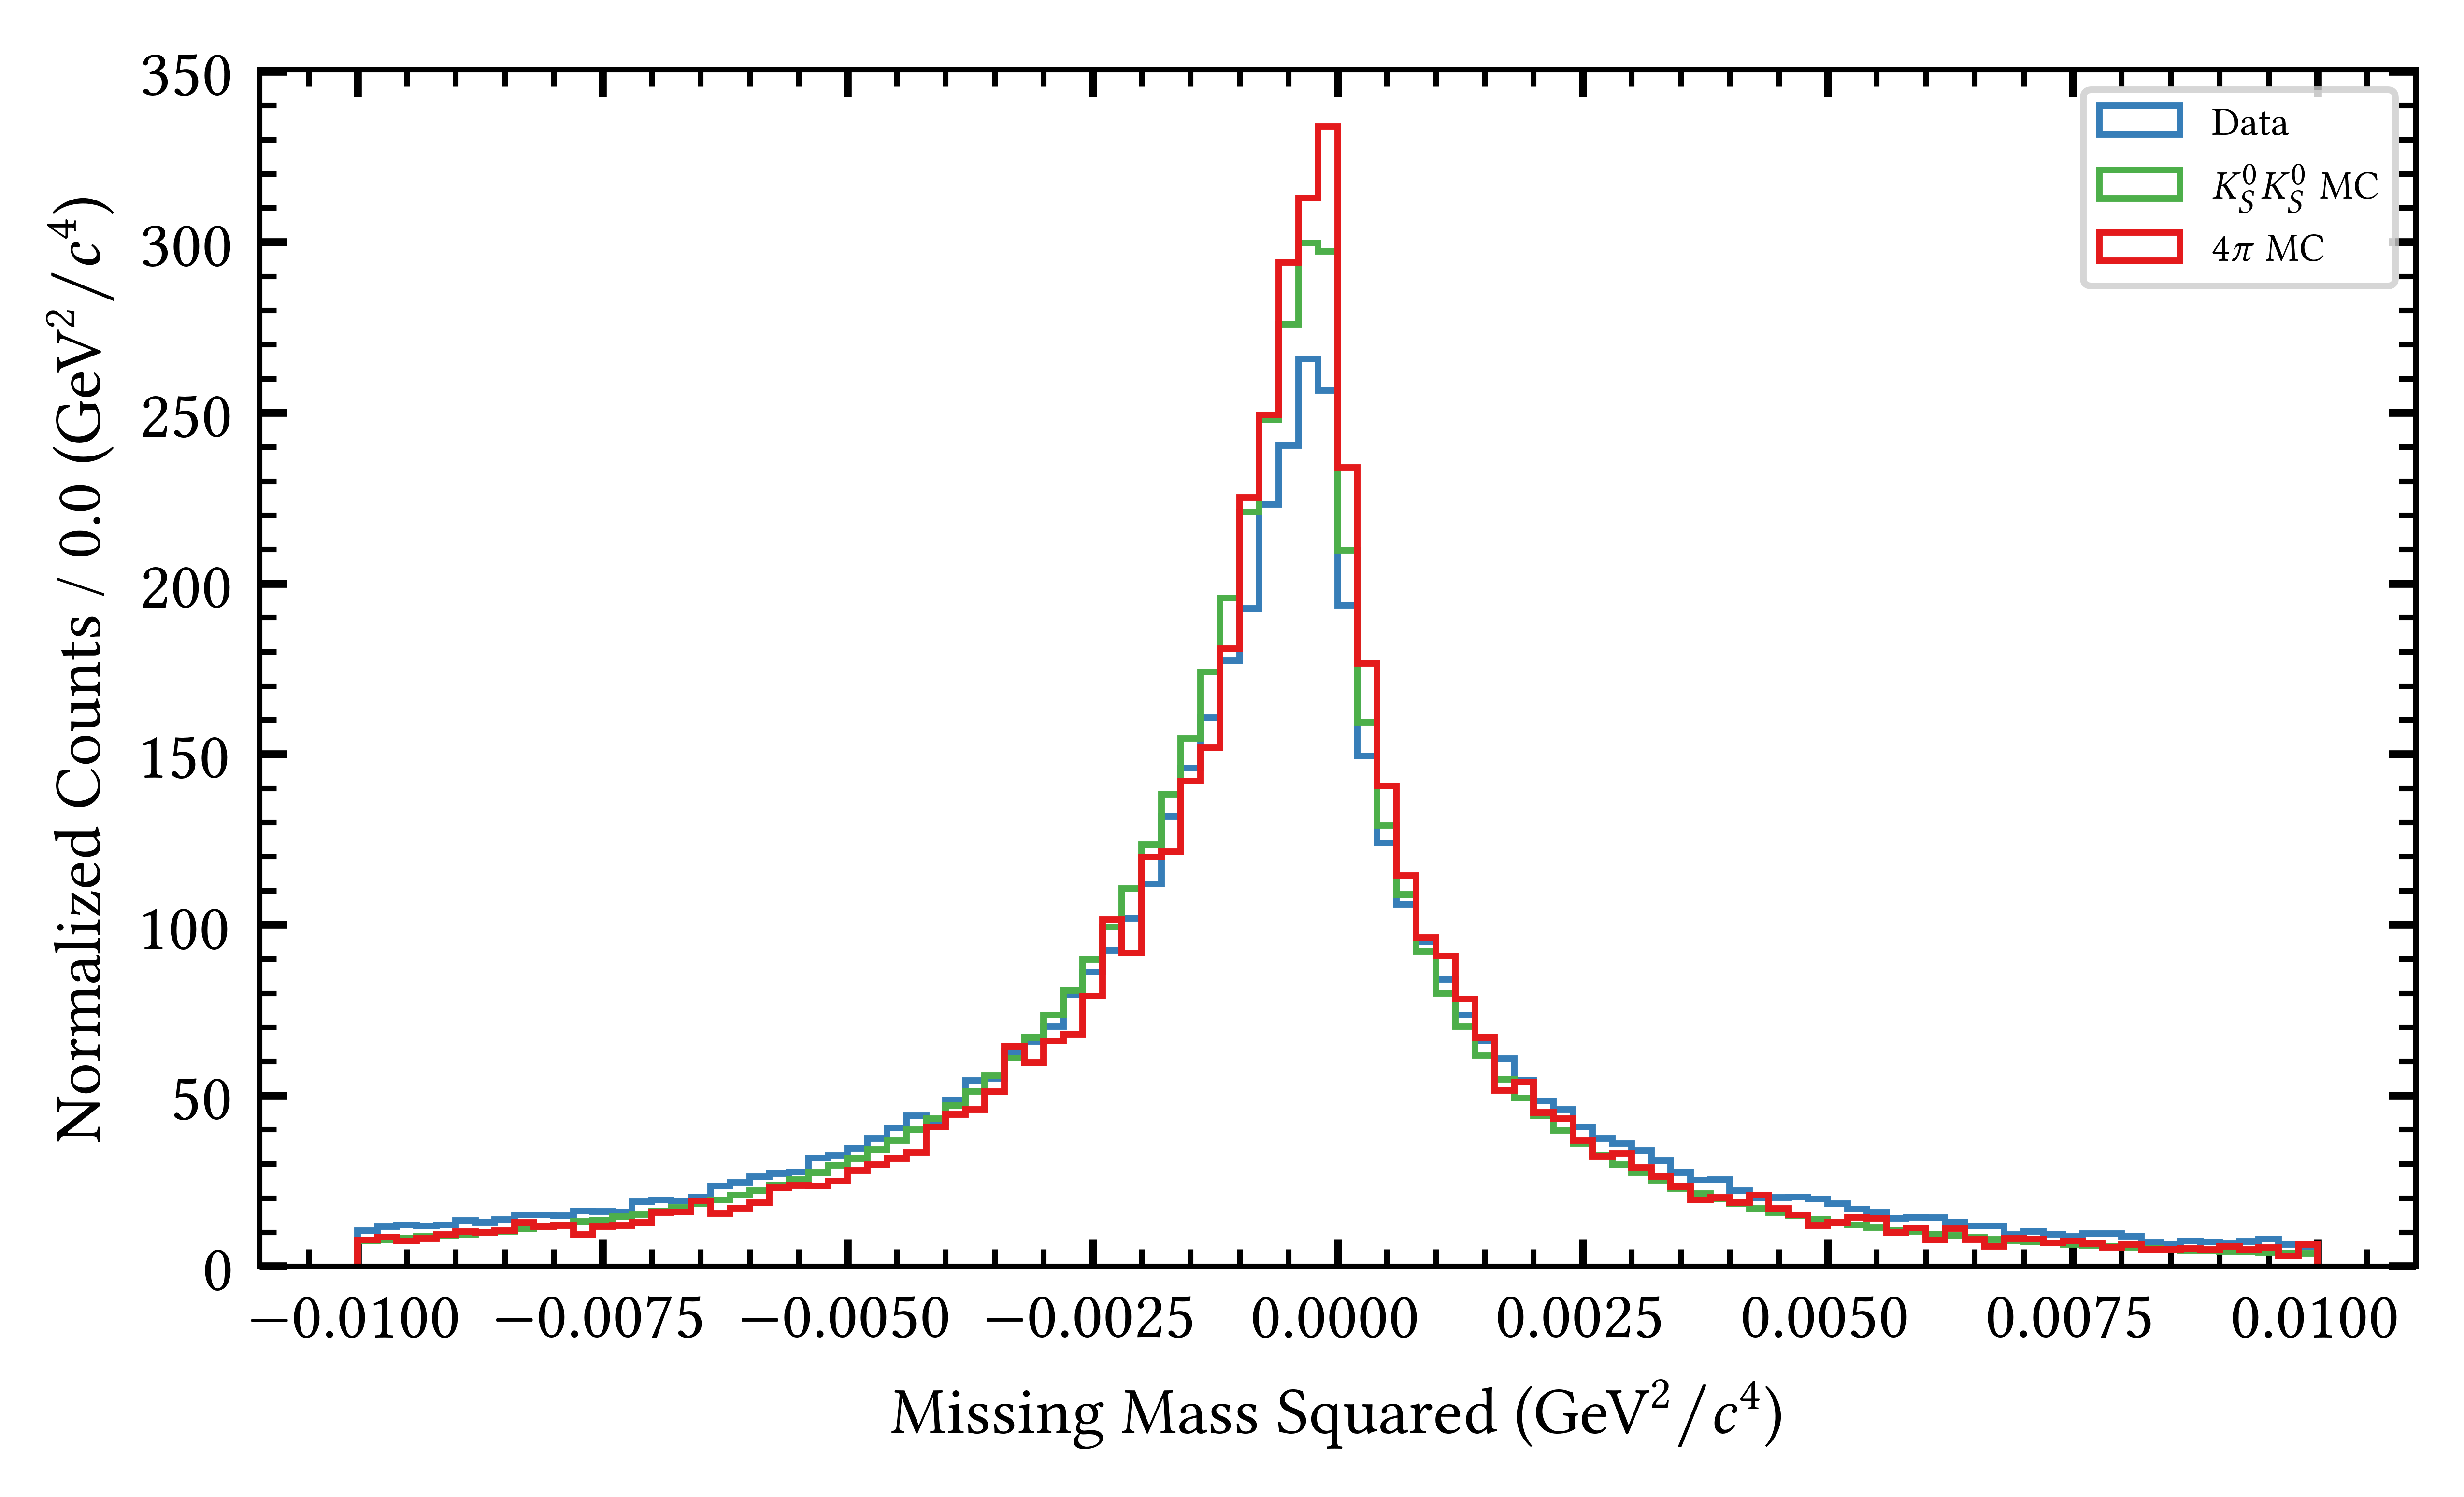 Normalized Counts / 0.0 (GeV²/c⁴)
350
300
250
200
150
100
50
0
Data
K⁰_S K⁰_S MC
4π MC
−0.0100 −0.0075 −0.0050 −0.0025 0.0000 0.0025 0.0050 0.0075 0.0100
Missing Mass Squared (GeV²/c⁴)